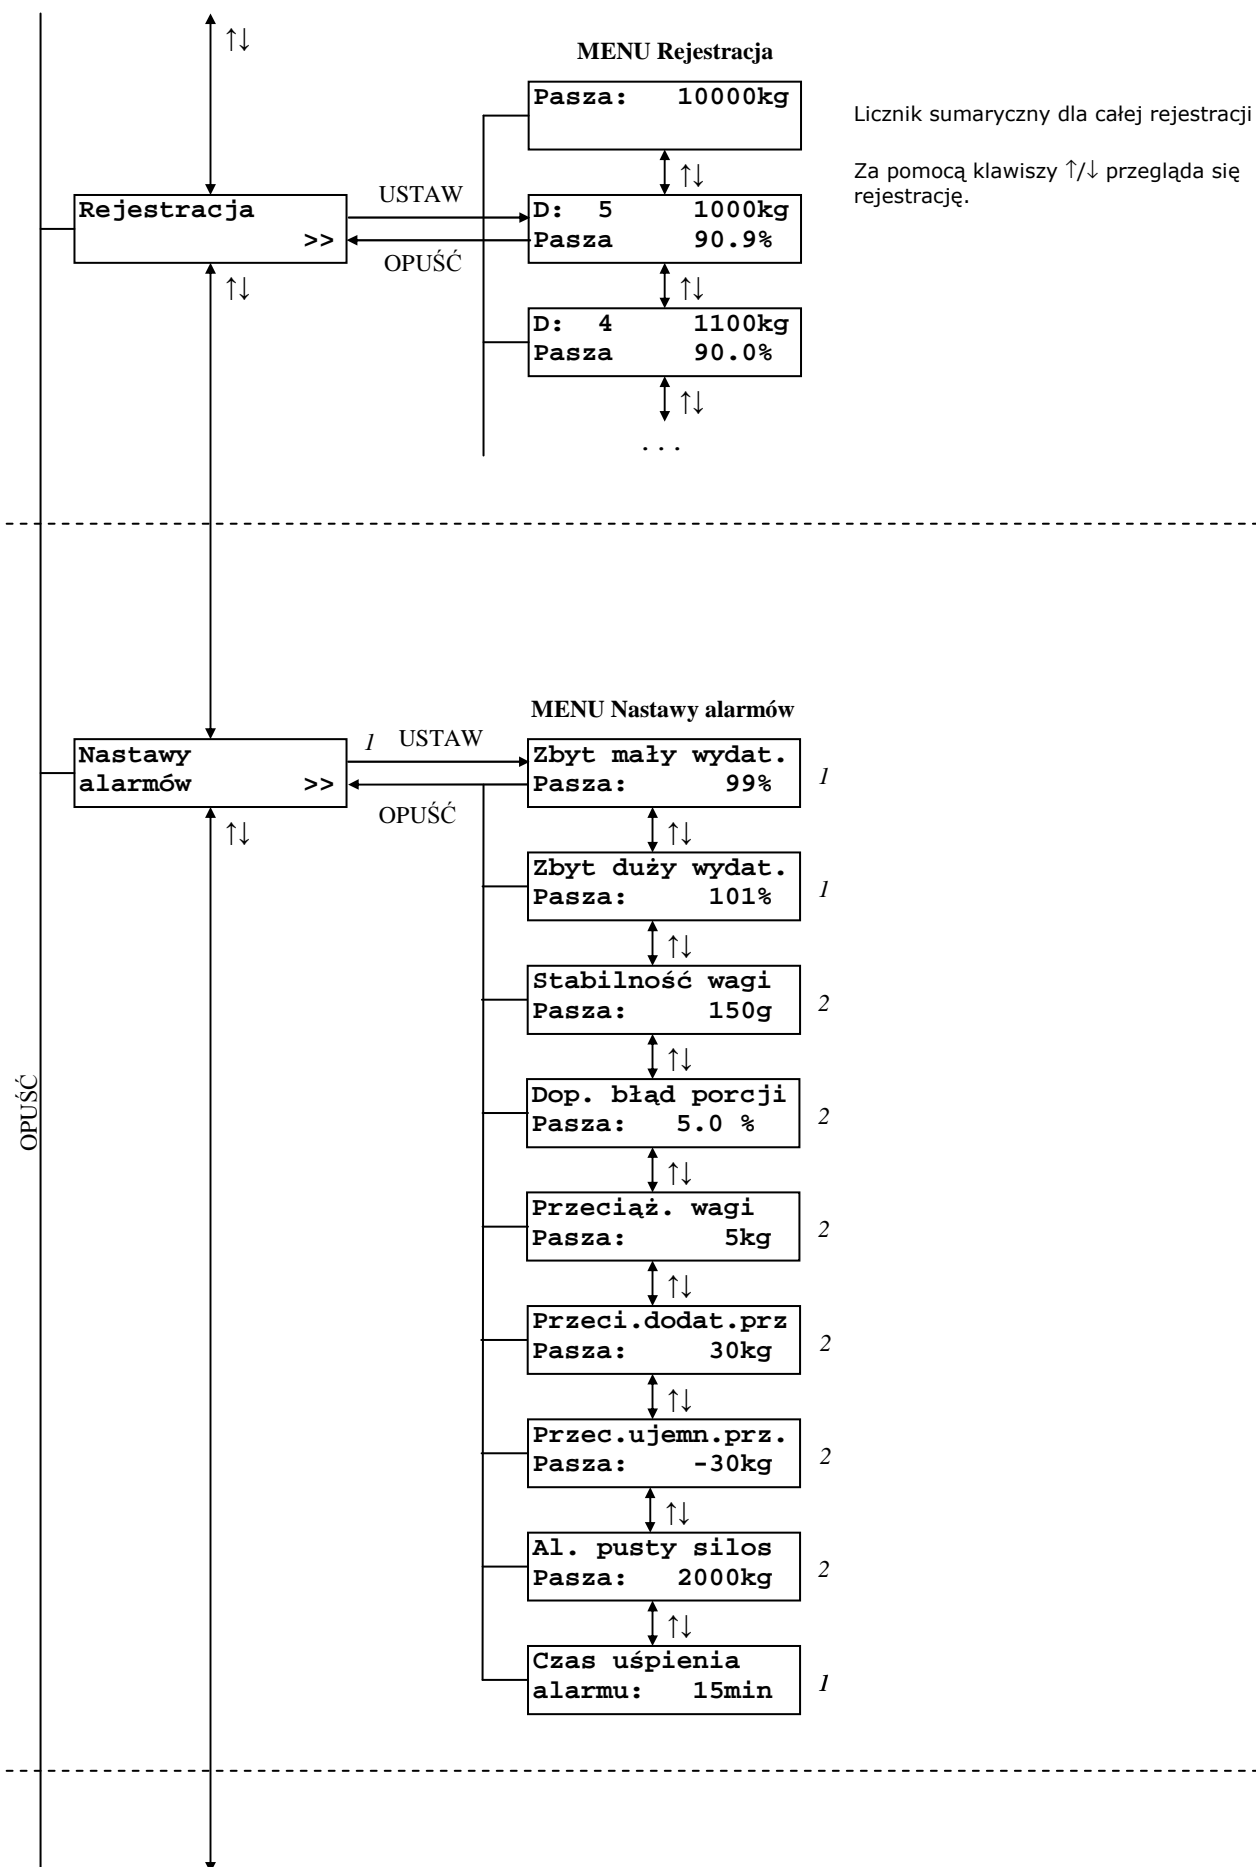 ↑↓
MENU Rejestracja
Pasza: 10000kg
Licznik sumaryczny dla całej rejestracji
↑↓
Za pomocą klawiszy ↑/↓ przegląda się
rejestrację.
Rejestracja
>>
USTAW
OPUŚĆ
D: 5 1000kg
Pasza 90.9%
↑↓
↑↓
D: 4 1100kg
Pasza 90.0%
↑↓
...
MENU Nastawy alarmów
Nastawy
alarmów >>
1 USTAW
OPUŚĆ
Zbyt mały wydat.
Pasza: 99%
1
↑↓
↑↓
Zbyt duży wydat.
Pasza: 101%
1
↑↓
Stabilność wagi
Pasza: 150g
2
↑↓
Dop. błąd porcji
Pasza: 5.0 %
2
OPUŚĆ
↑↓
Przeciąż. wagi
Pasza: 5kg
2
↑↓
Przeci.dodat.prz
Pasza: 30kg
2
↑↓
Przec.ujemn.prz.
Pasza: -30kg
2
↑↓
Al. pusty silos
Pasza: 2000kg
2
↑↓
Czas uśpienia
alarmu: 15min
1